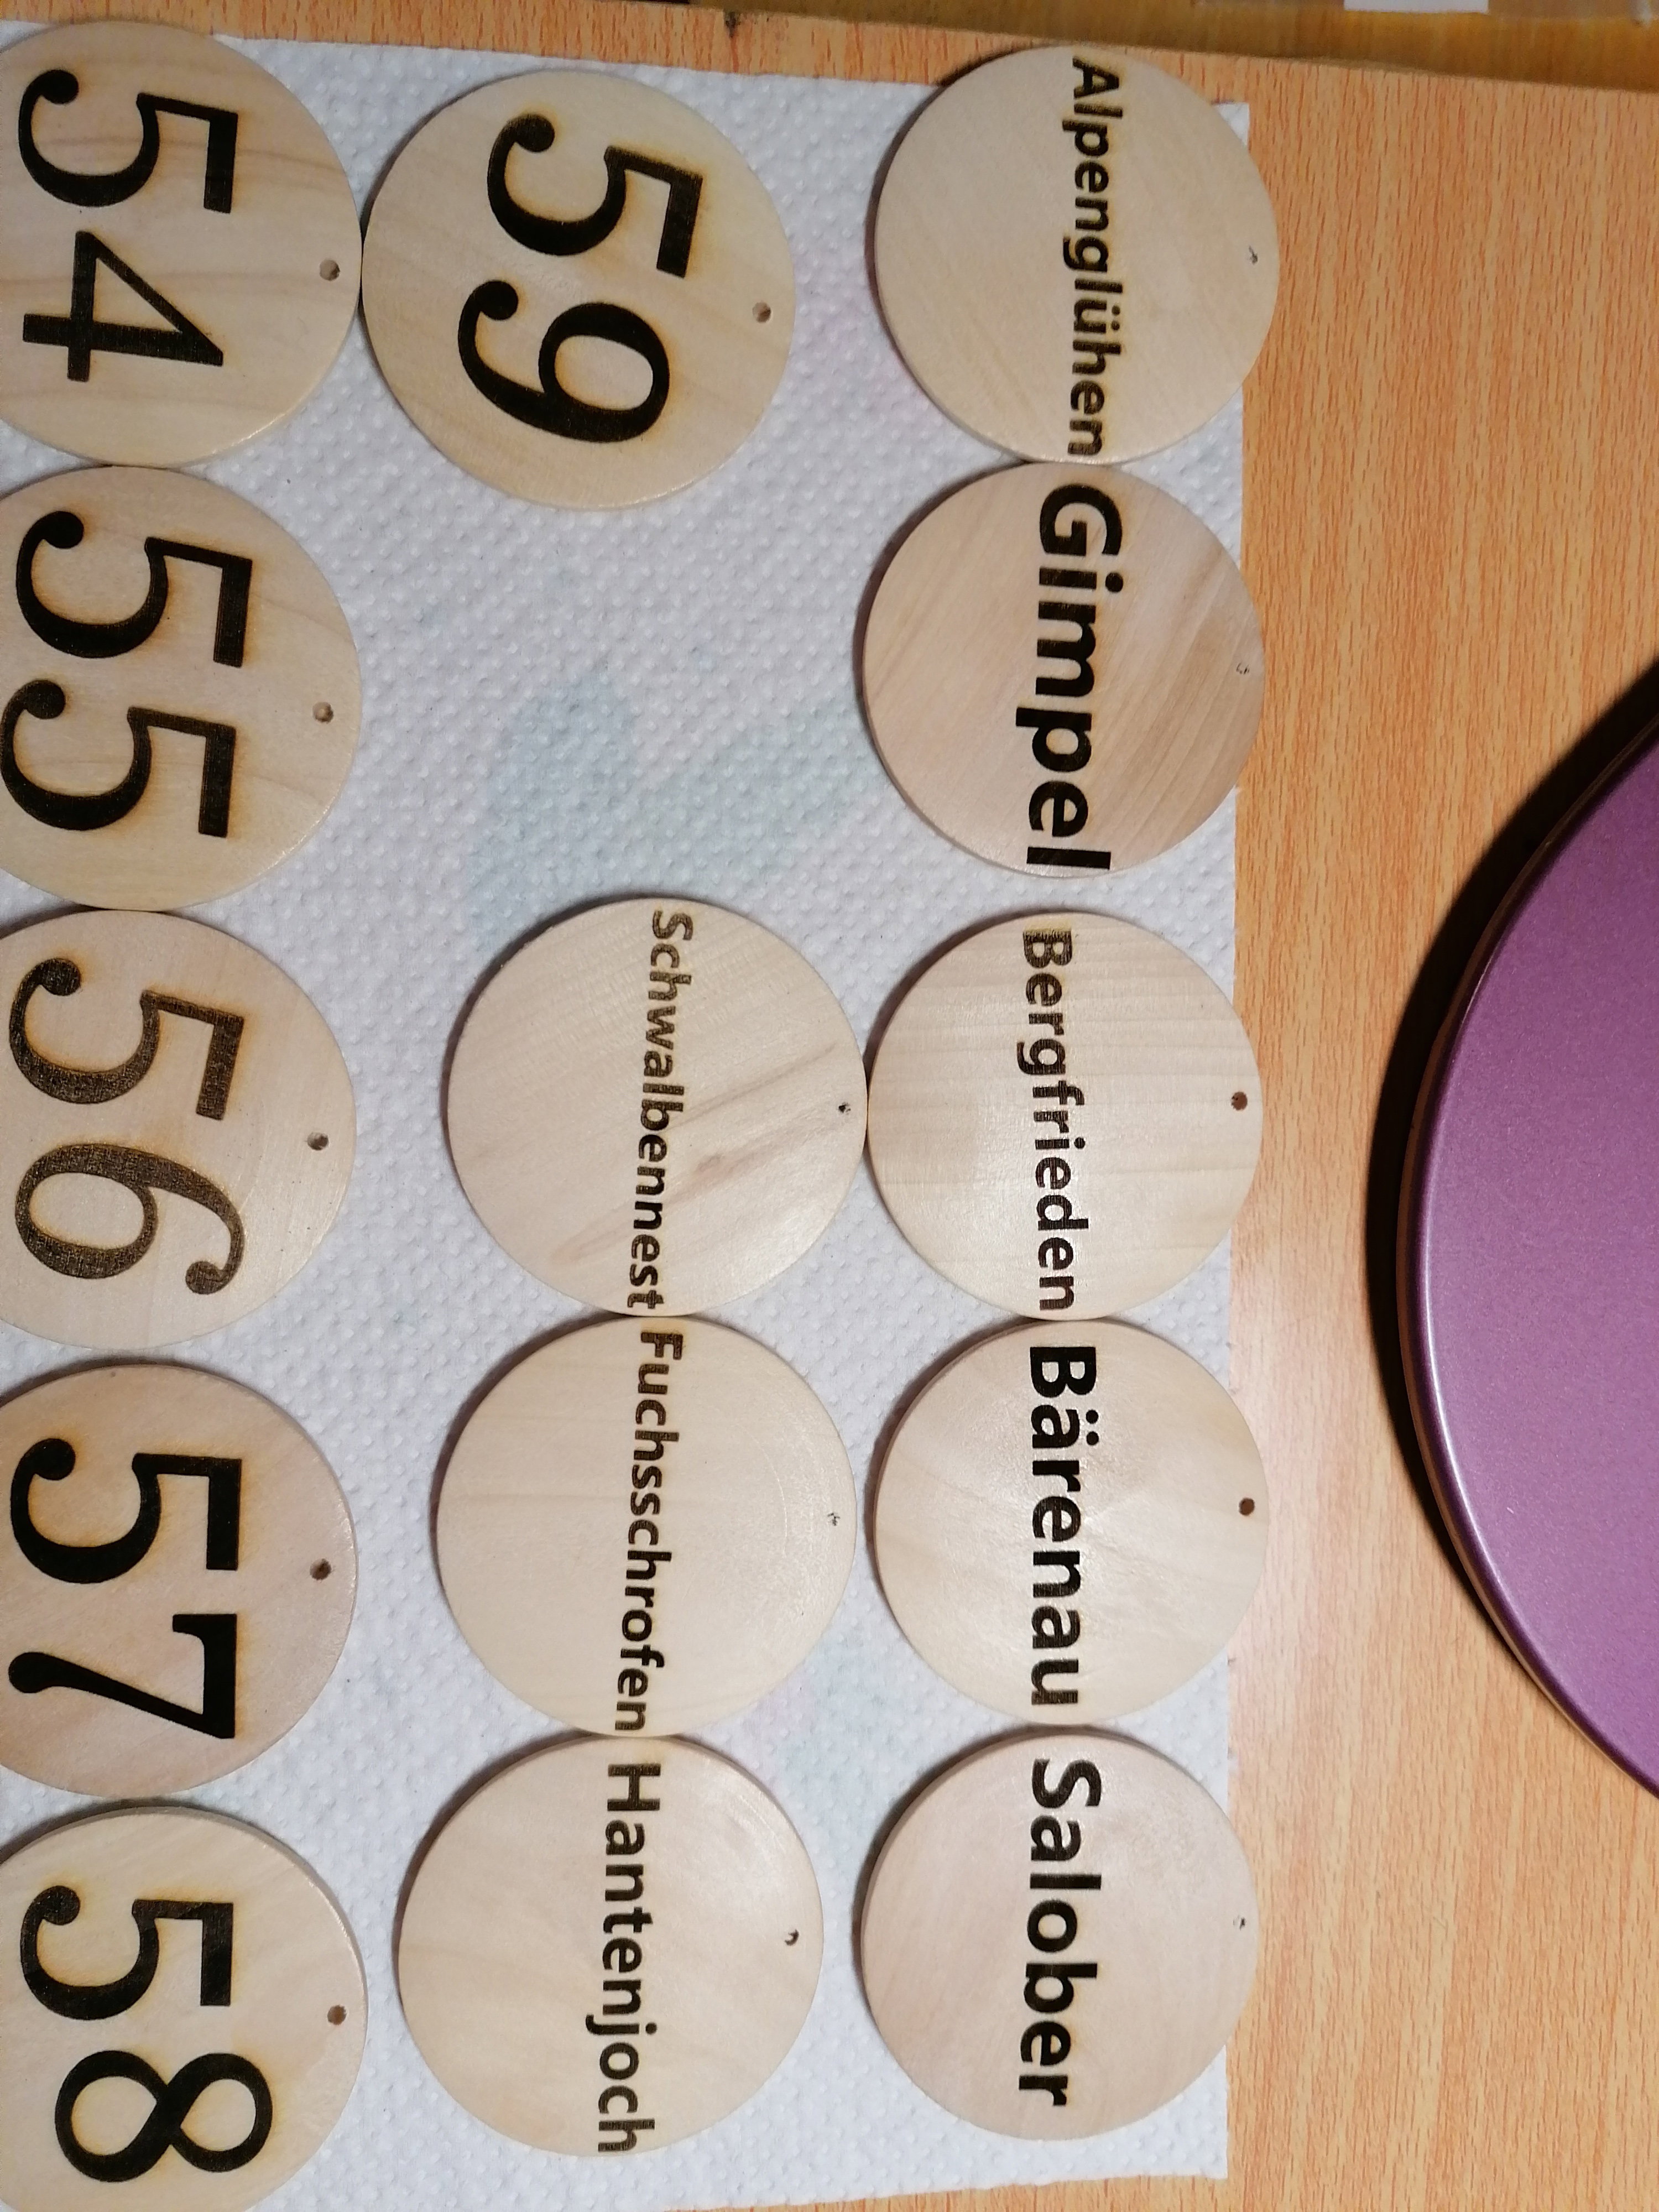 Alpenglühen Gimpel Bergfrieden Bärenau Salober
Schwalbennest Fuchsschrofen Hantenjoch
59
54 55 56 57 58